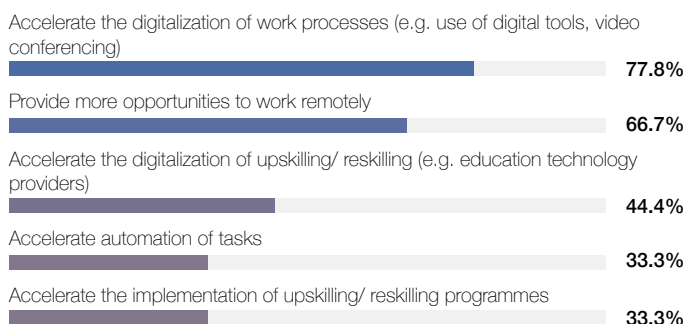 Accelerate the digitalization of work processes (e.g. use of digital tools, video
conferencing)
77.8%
Provide more opportunities to work remotely
66.7%
Accelerate the digitalization of upskilling/ reskilling (e.g. education technology
providers)
44.4%
Accelerate automation of tasks
33.3%
Accelerate the implementation of upskilling/ reskilling programmes
33.3%